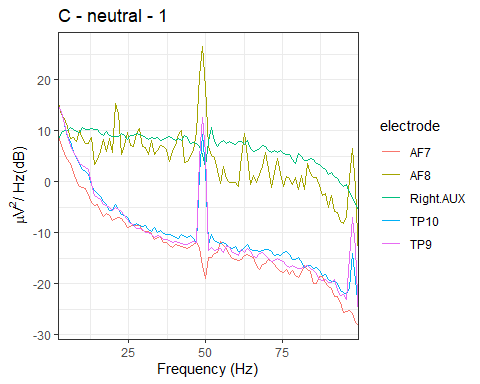 C - neutral - 1
μV²/ Hz(dB)
20
10
0
-10
-20
-30
25
50
75
Frequency (Hz)
electrode
AF7
AF8
Right.AUX
TP10
TP9